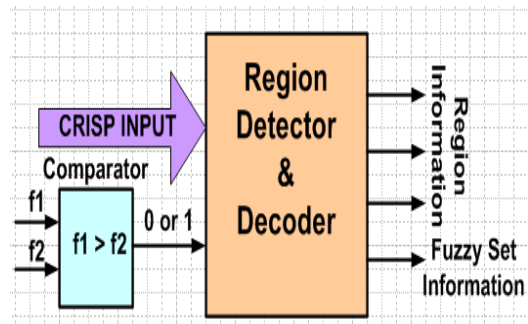 CRISP INPUT
Comparator
f1
f2
f1 > f2
0 or 1
Region
Detector
&
Decoder
Region
Information
Fuzzy Set
Information